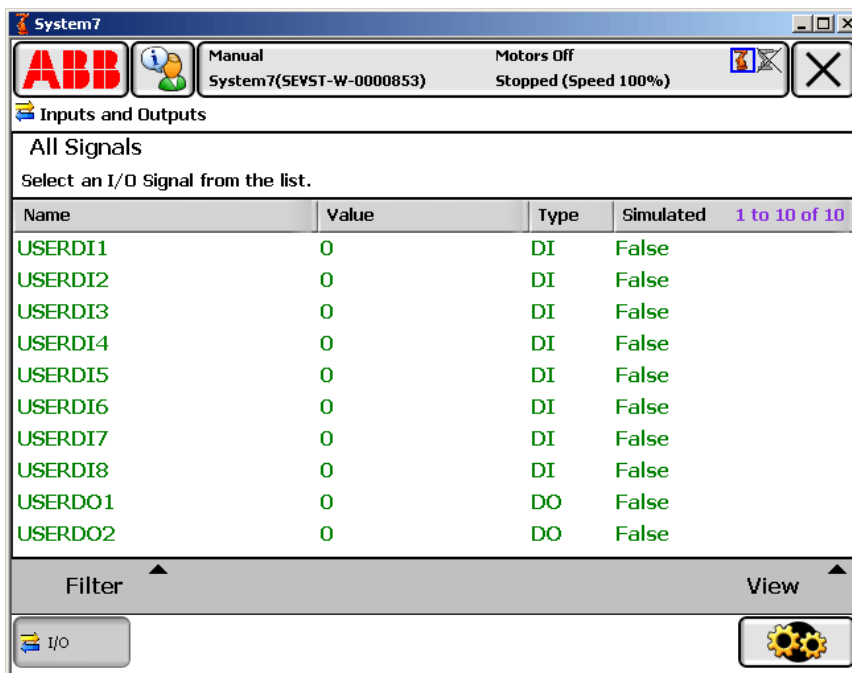 System7
ABB
Manual Motors Off
System7(SEVST-W-0000853) Stopped (Speed 100%)
Inputs and Outputs
All Signals
Select an I/O Signal from the list.
Name Value Type Simulated 1 to 10 of 10
USERDI1 0 DI False
USERDI2 0 DI False
USERDI3 0 DI False
USERDI4 0 DI False
USERDI5 0 DI False
USERDI6 0 DI False
USERDI7 0 DI False
USERDI8 0 DI False
USERDO1 0 DO False
USERDO2 0 DO False
Filter View
I/O